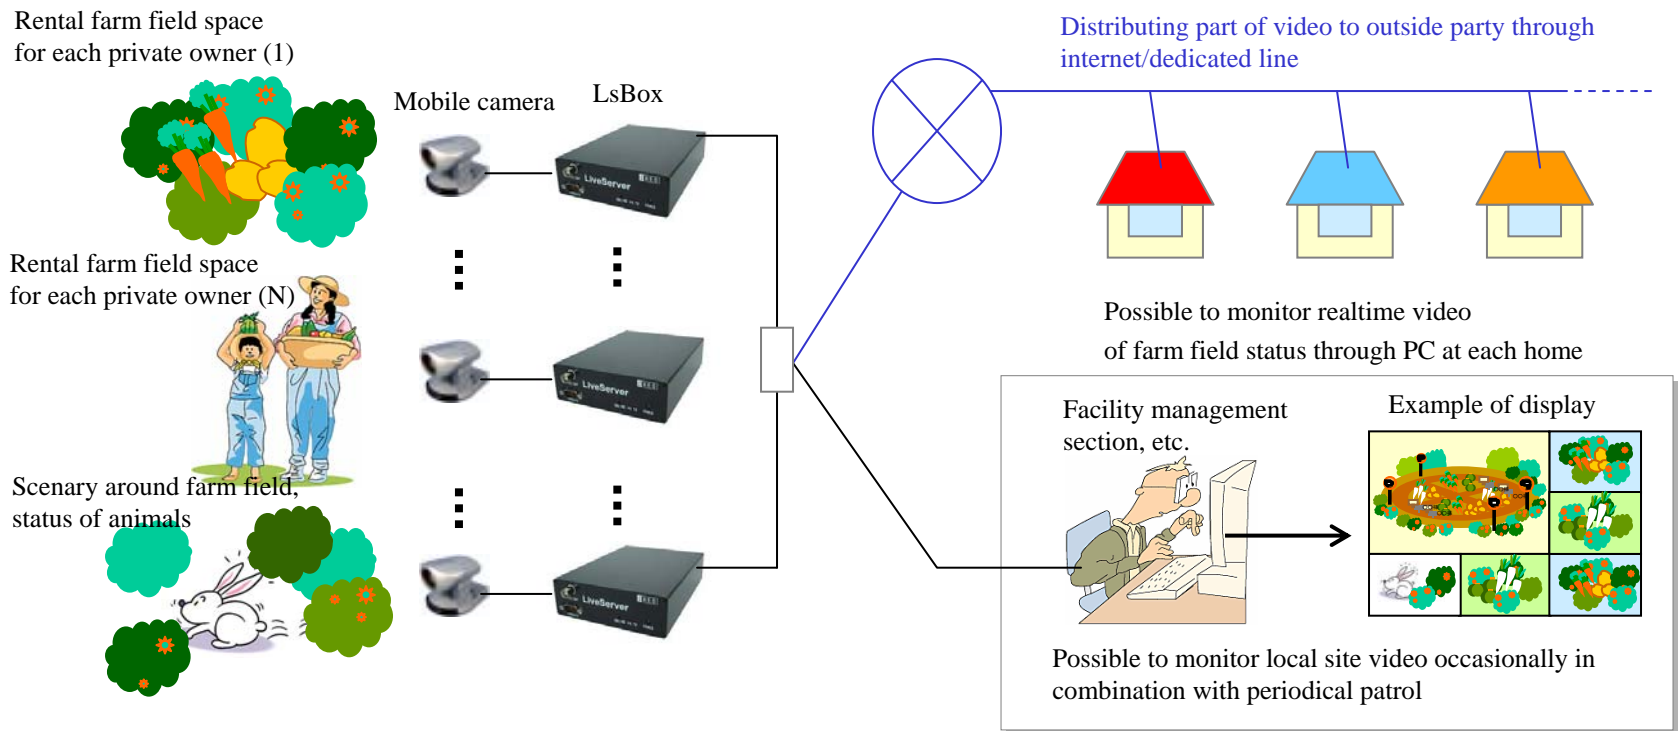 Rental farm field space
for each private owner (1)
Mobile camera
LsBox
Distributing part of video to outside party through
internet/dedicated line
LiveServer
Rental farm field space
for each private owner (N)
LiveServer
Possible to monitor realtime video
of farm field status through PC at each home
Scenary around farm field,
status of animals
LiveServer
Facility management
section, etc.
Example of display
Possible to monitor local site video occasionally in
combination with periodical patrol